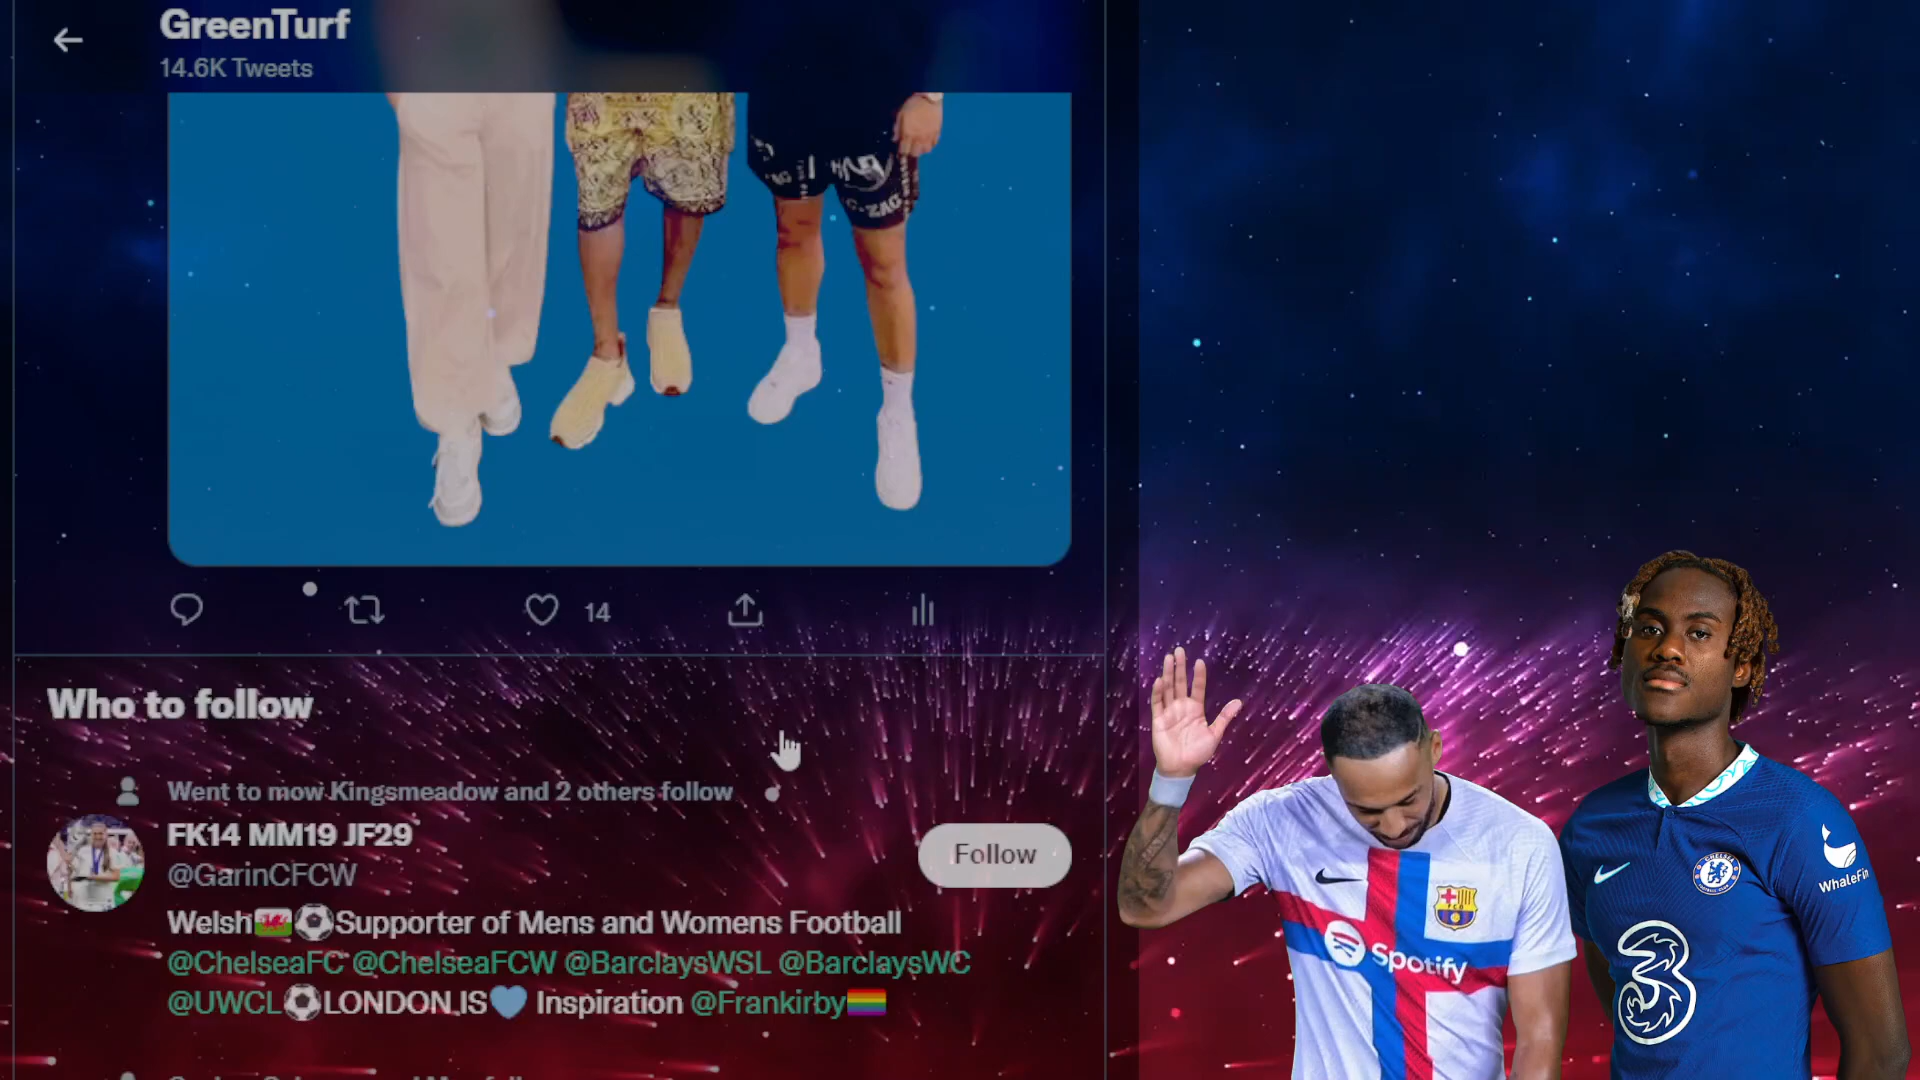 GreenTurf
14.6K Tweets
14
Who to follow
Went to mow Kingsmeadow and 2 others follow
FK14 MM19 JF29
@GarinCFCW
Follow
Welsh🏴󠁧󠁢󠁷󠁬󠁳󠁿⚽Supporter of Mens and Womens Football
@ChelseaFC @ChelseaFCW @BarclaysWSL @BarclaysWC
@UWCL⚽LONDON.IS💙 Inspiration @Frankirby🏳️‍🌈
Spotify
3
CHELSEA
WhaleFin